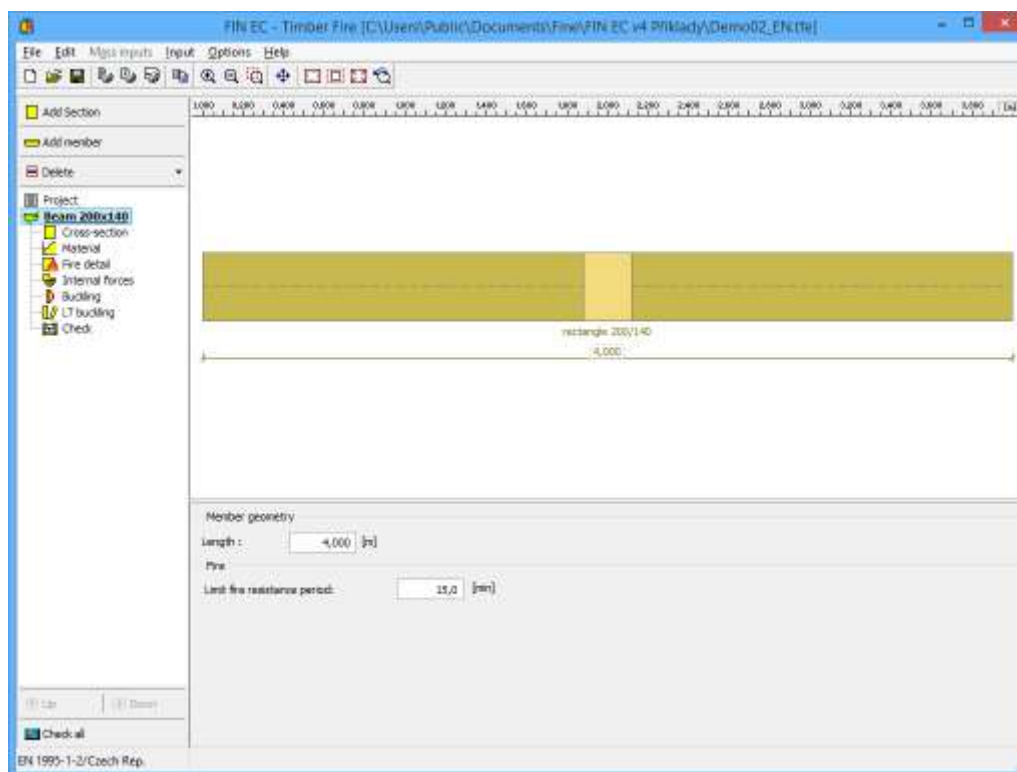 FIN EC - Timber Fire [C:\Users\Public\Documents\Fine\FIN EC v4 Příklady\Demo02_EN.tfe]
File Edit Mass inputs Input Options Help
Add Section
Add member
Delete
Project
Beam 200x140
Cross-section
Material
Fire detail
Internal forces
Buckling
LT buckling
Check
rectangle 200/140
4,000
Member geometry
Length : 4,000 [m]
Fire
Limit fire resistance period: 15,0 [min]
Up Down
Check all
EN 1995-1-2/Czech Rep.